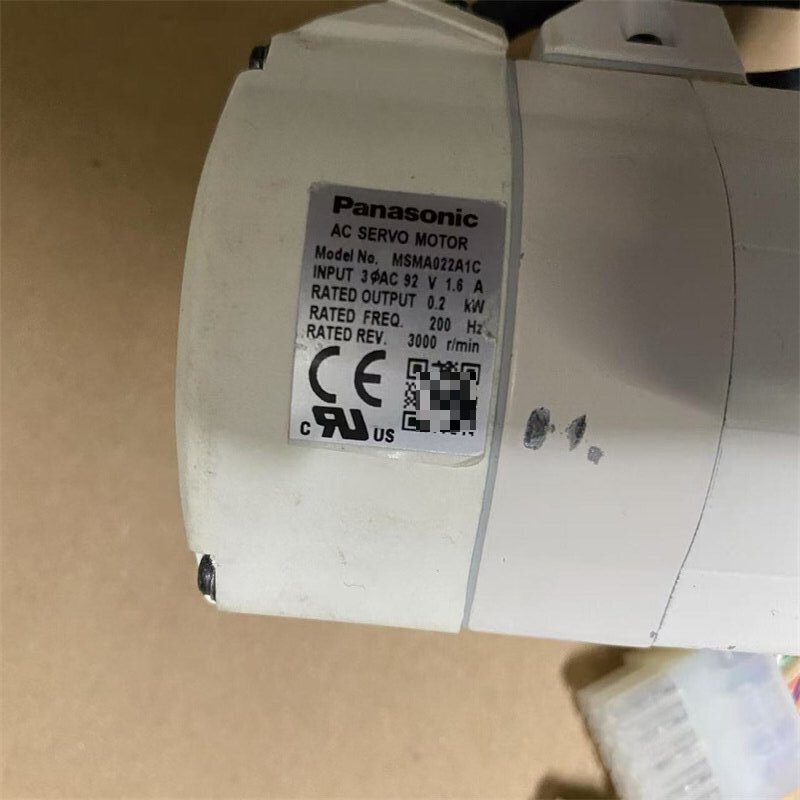 Panasonic
AC SERVO MOTOR
Model No. MSMA022A1C
INPUT 3ϕAC 92 V 1.6 A
RATED OUTPUT 0.2 kW
RATED FREQ. 200 Hz
RATED REV. 3000 r/min
CE
C RU US